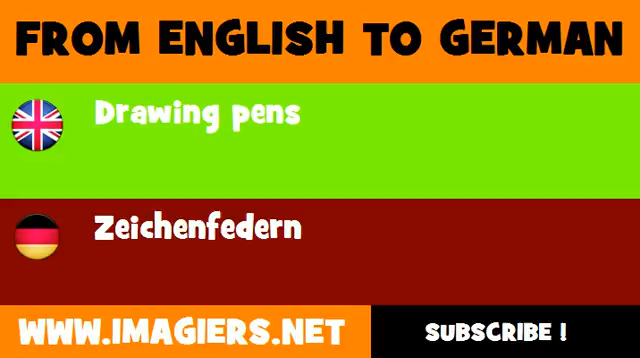 FROM ENGLISH TO GERMAN
Drawing pens
Zeichenfedern
WWW.IMAGIERS.NET
SUBSCRIBE !